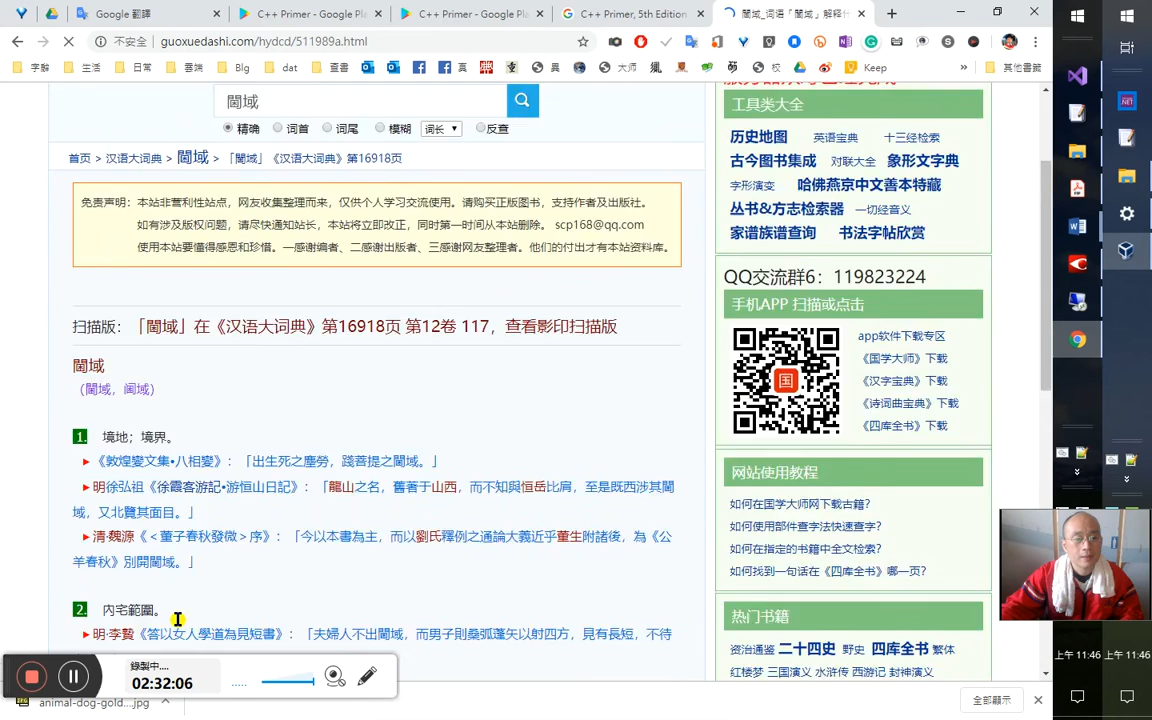 Google 翻譯
C++ Primer - Google Pla
C++ Primer - Google Pla
C++ Primer, 5th Edition
閫域_词语「閫域」解释什
不安全 guoxuedashi.com/hydcd/511989a.html
字辭
生活
日常
雲端
Blg
dat
查書
真
異
大师
校
Keep
»
其他書籤
閫域
精确 词首 词尾 模糊 词长 反查
首页 > 汉语大词典 > 閫域 > 「閫域」《汉语大词典》第16918页
免责声明: 本站非营利性站点，网友收集整理而来，仅供个人学习交流使用。请购买正版图书，支持作者及出版社。
如有涉及版权问题，请尽快通知站长，本站将立即改正，同时第一时间从本站删除。 scp168@qq.com
使用本站要懂得感恩和珍惜。一感谢编者、二感谢出版者、三感谢网友整理者。他们的付出才有本站资料库。
扫描版: 「閫域」在《汉语大词典》第16918页 第12卷 117，查看影印扫描版
閫域
（閫域，阃域）
1. 境地；境界。
《敦煌變文集•八相變》：「出生死之塵勞，踐菩提之閫域。」
明徐弘祖《徐霞客游記•游恒山日記》：「龍山之名，舊著于山西，而不知與恒岳比肩，至是既西涉其閫
域，又北覽其面目。」
清·魏源《＜董子春秋發微＞序》：「今以本書為主，而以劉氏釋例之通論大義近乎董生附諸後，為《公
羊春秋》別開閫域。」
2. 内宅範圍。
明·李贄《答以女人學道為見短書》：「夫婦人不出閫域，而男子則桑弧蓬矢以射四方，見有長短，不待
工具类大全
历史地图 英语宝典 十三经检索
古今图书集成 对联大全 象形文字典
字形演变 哈佛燕京中文善本特藏
丛书&方志检索器 一切经音义
家谱族谱查询 书法字帖欣赏
QQ交流群6：119823224
手机APP 扫描或点击
国
app软件下载专区
《国学大师》下载
《汉字宝典》下载
《诗词曲宝典》下载
《四库全书》下载
网站使用教程
如何在国学大师网下载古籍?
如何使用部件查字法快速查字?
如何在指定的书籍中全文检索?
如何找到一句话在《四库全书》哪一页?
热门书籍
资治通鉴 二十四史 野史 四库全书 繁体
红楼梦 三国演义 水浒传 西游记 封神演义
錄製中....
02:32:06
animal-dog-gold....jpg
全部顯示
上午 11:46
上午 11:46